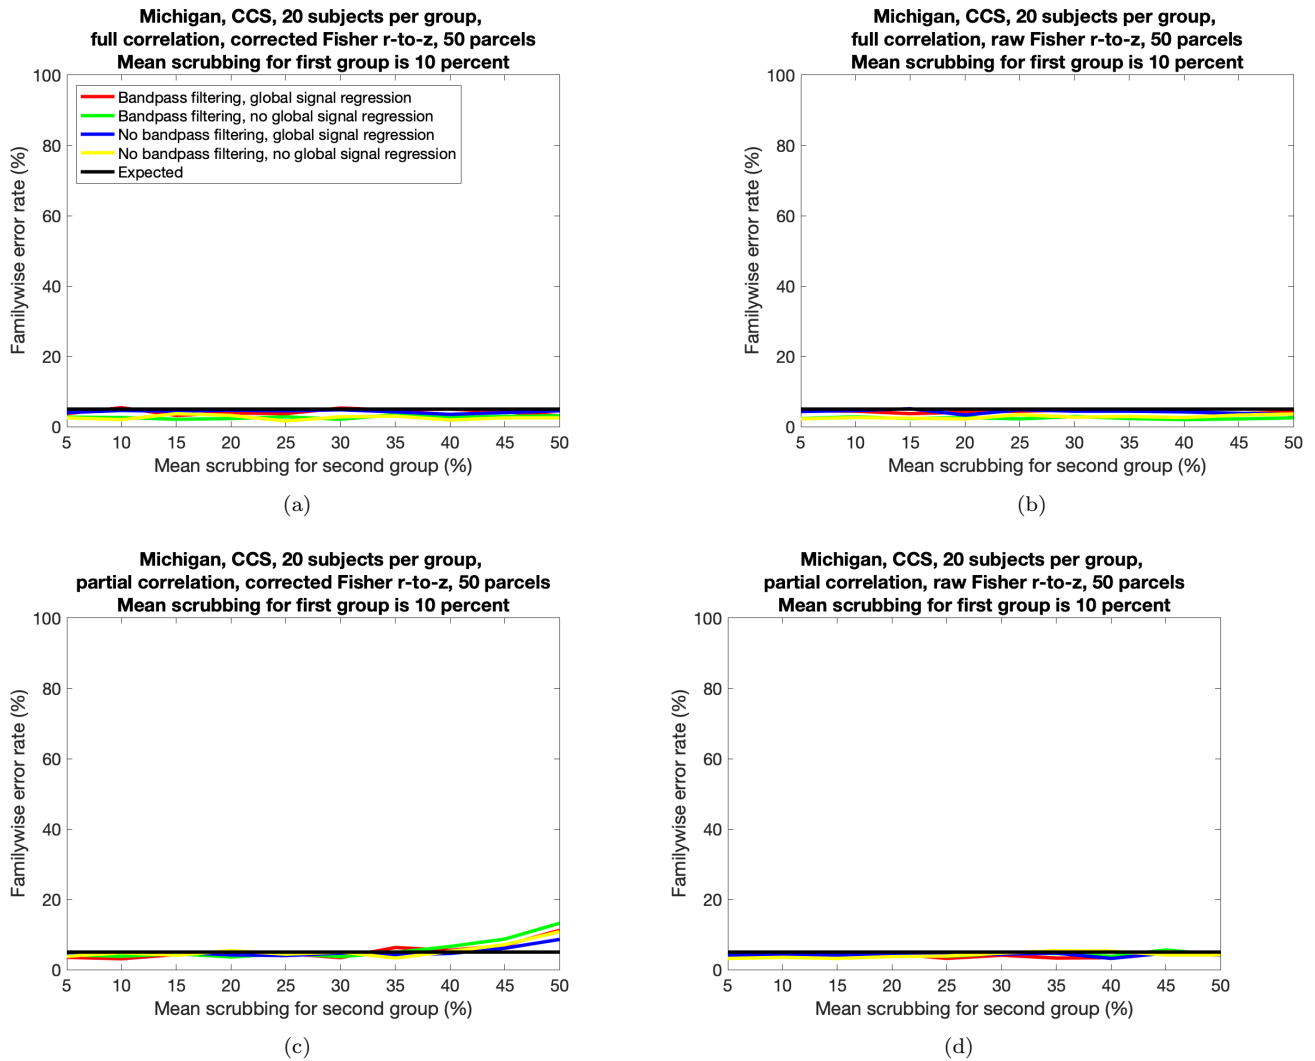 Michigan, CCS, 20 subjects per group,
full correlation, corrected Fisher r-to-z, 50 parcels
Mean scrubbing for first group is 10 percent
100
80
60
40
20
0
Familywise error rate (%)
Bandpass filtering, global signal regression
Bandpass filtering, no global signal regression
No bandpass filtering, global signal regression
No bandpass filtering, no global signal regression
Expected
5 10 15 20 25 30 35 40 45 50
Mean scrubbing for second group (%)
(a)
Michigan, CCS, 20 subjects per group,
full correlation, raw Fisher r-to-z, 50 parcels
Mean scrubbing for first group is 10 percent
100
80
60
40
20
0
Familywise error rate (%)
5 10 15 20 25 30 35 40 45 50
Mean scrubbing for second group (%)
(b)
Michigan, CCS, 20 subjects per group,
partial correlation, corrected Fisher r-to-z, 50 parcels
Mean scrubbing for first group is 10 percent
100
80
60
40
20
0
Familywise error rate (%)
5 10 15 20 25 30 35 40 45 50
Mean scrubbing for second group (%)
(c)
Michigan, CCS, 20 subjects per group,
partial correlation, raw Fisher r-to-z, 50 parcels
Mean scrubbing for first group is 10 percent
100
80
60
40
20
0
Familywise error rate (%)
5 10 15 20 25 30 35 40 45 50
Mean scrubbing for second group (%)
(d)